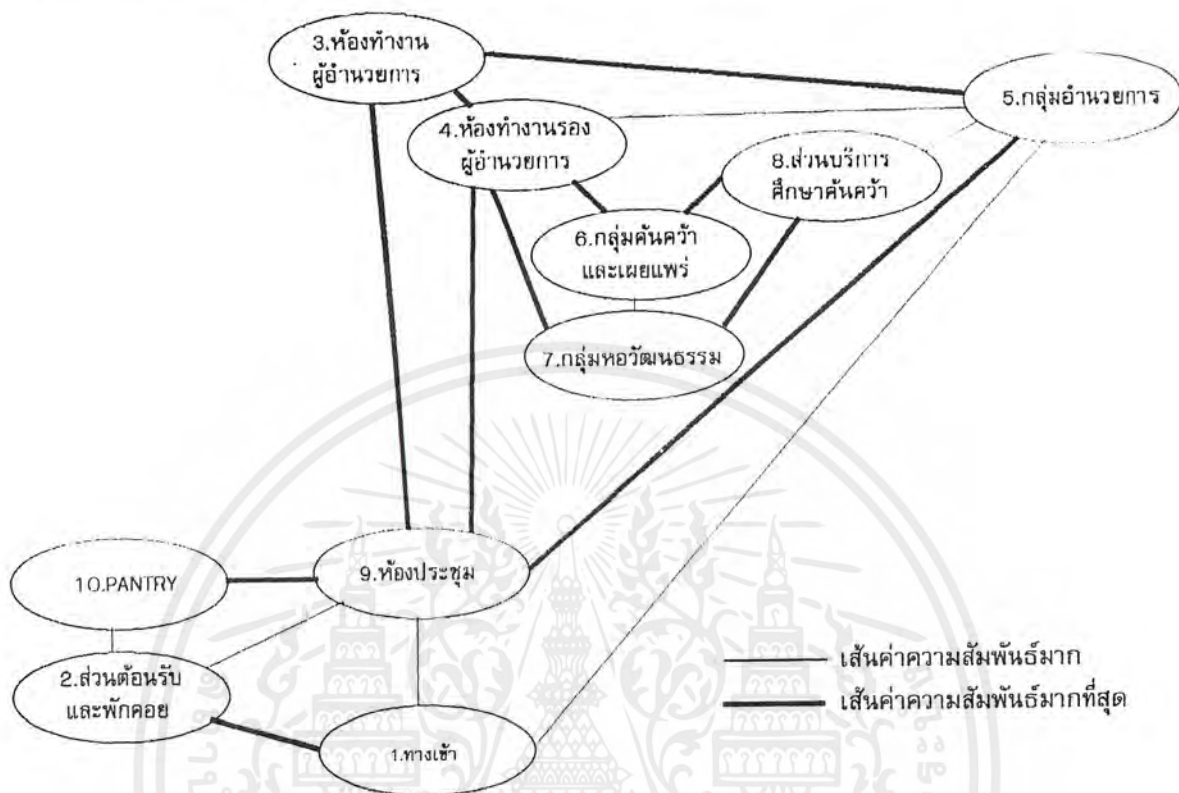 3.ห้องทำงาน
ผู้อำนวยการ
5.กลุ่มอำนวยการ
4.ห้องทำงานรอง
ผู้อำนวยการ
8.ส่วนบริการ
ศึกษาค้นคว้า
6.กลุ่มค้นคว้า
และเผยแพร่
7.กลุ่มหอวัฒนธรรม
10.PANTRY
9.ห้องประชุม
2.ส่วนต้อนรับ
และพักคอย
1.ทางเข้า
เส้นค่าความสัมพันธ์มาก
เส้นค่าความสัมพันธ์มากที่สุด